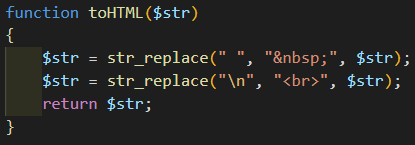 function toHTML($str)
{
    $str = str_replace(" ", "&nbsp;", $str);
    $str = str_replace("\n", "<br>", $str);
    return $str;
}